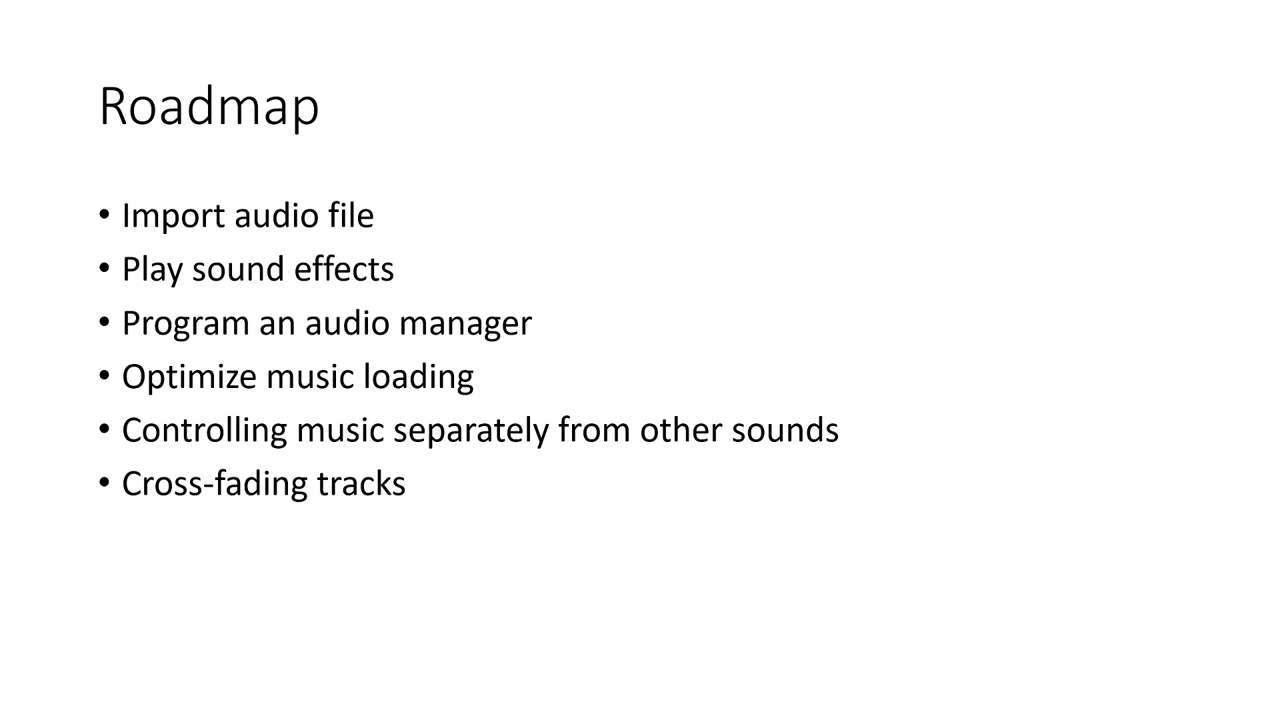 Roadmap
• Import audio file
• Play sound effects
• Program an audio manager
• Optimize music loading
• Controlling music separately from other sounds
• Cross-fading tracks